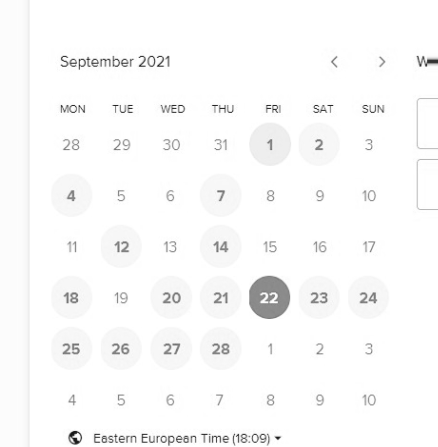 September 2021
MON TUE WED THU FRI SAT SUN
28 29 30 31 1 2 3
4 5 6 7 8 9 10
11 12 13 14 15 16 17
18 19 20 21 22 23 24
25 26 27 28 1 2 3
4 5 6 7 8 9 10
Eastern European Time (18:09)